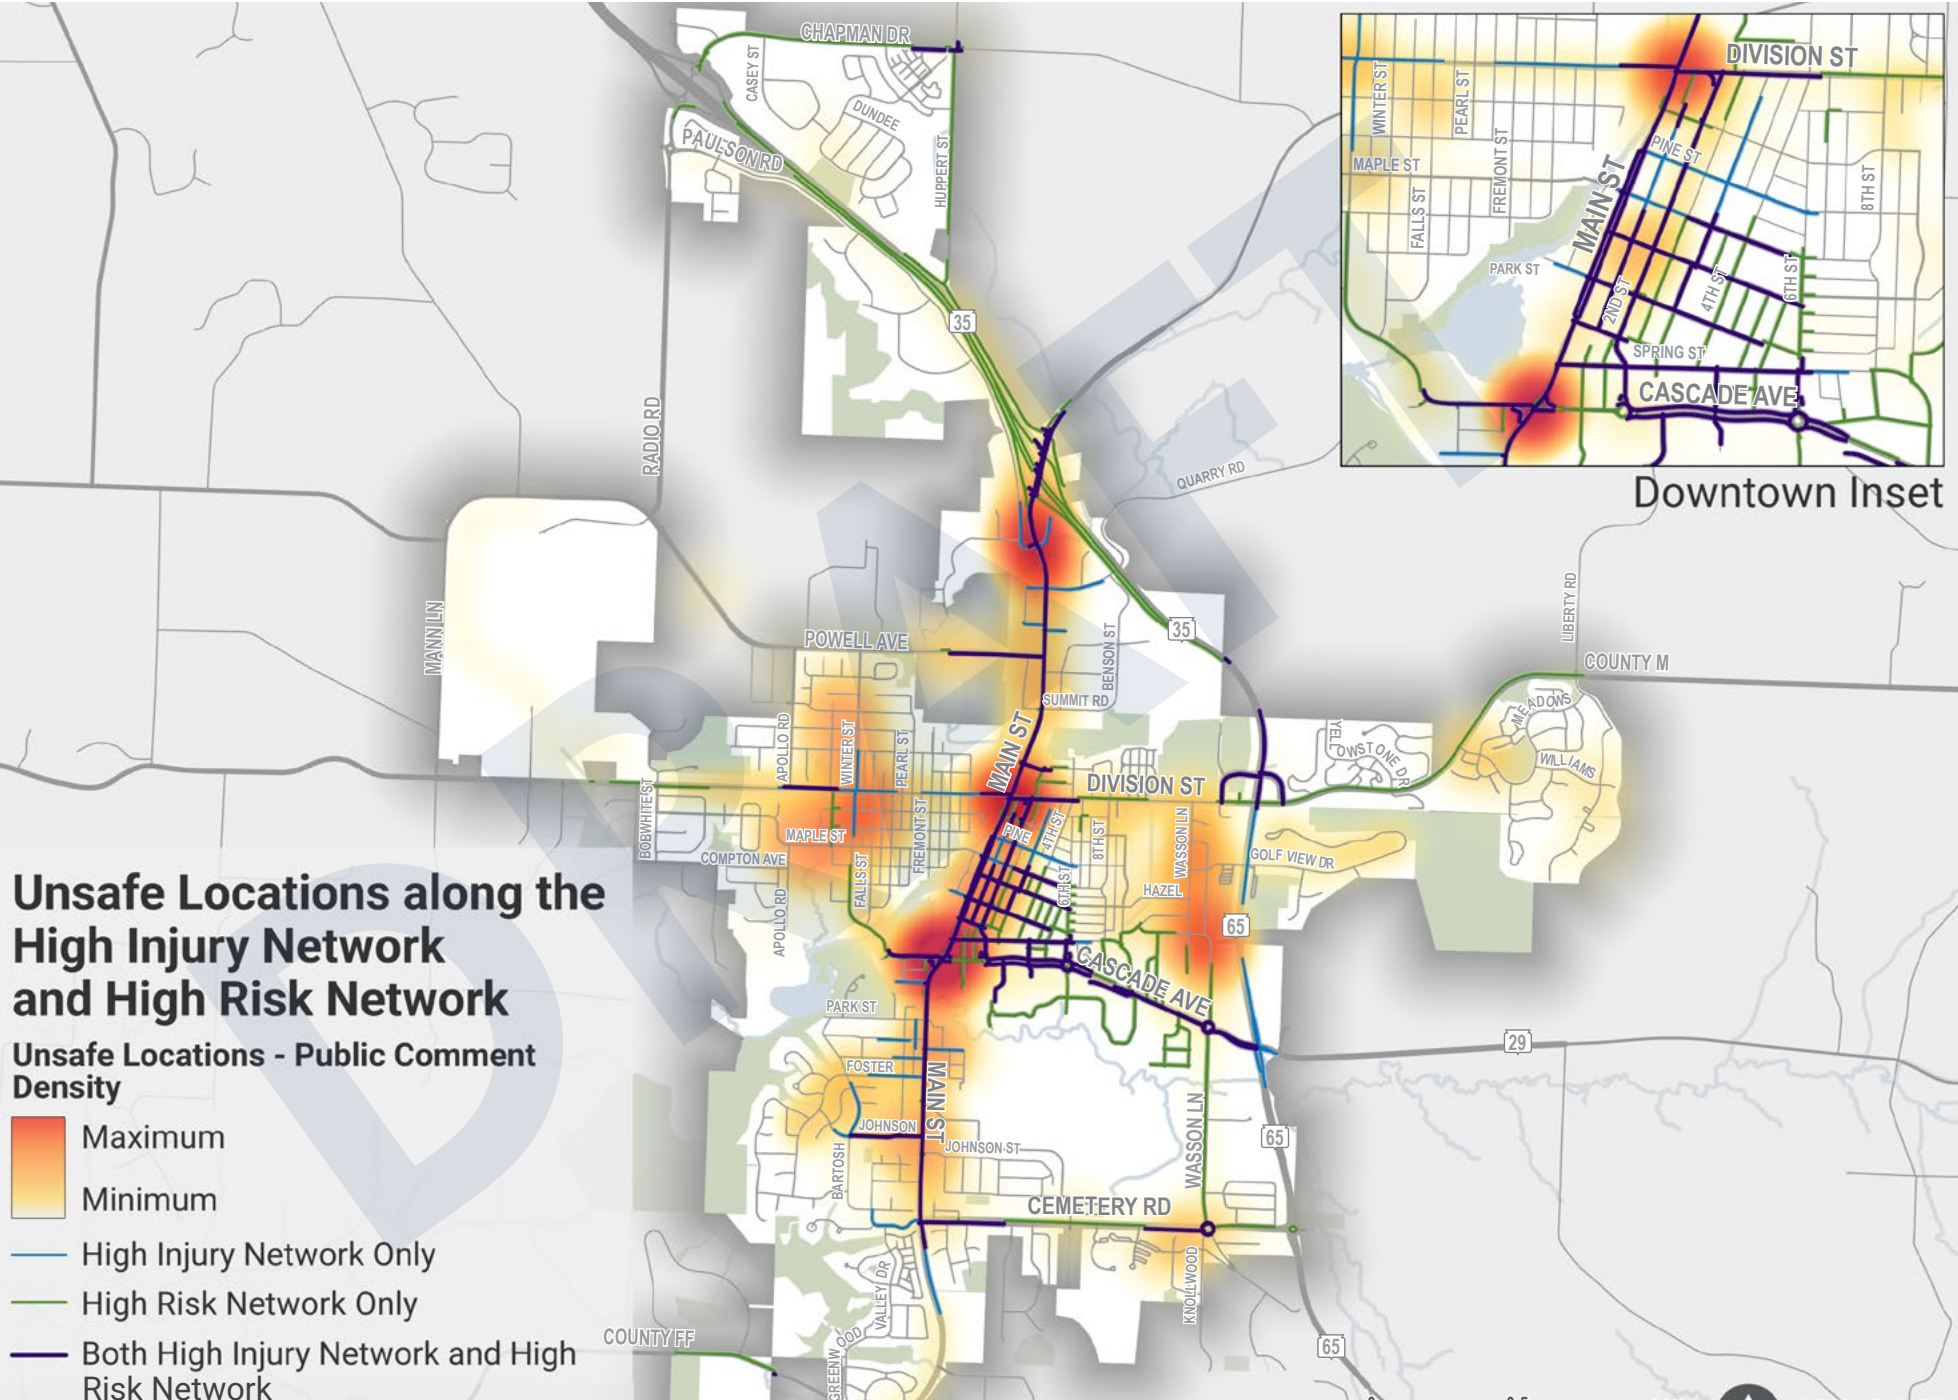 CHAPMAN DR
CASEY ST
DUNDEE
HUPPERT ST
PAULSON RD
35
RADIO RD
QUARRY RD
MANN LN
POWELL AVE
35
BENSON ST
SUMMIT RD
LIBERTY RD
COUNTY M
MEADOWS
WILLIAMS
YELLOWSTONE DR
APOLLO RD
WINTER ST
PEARL ST
MAIN ST
DIVISION ST
BOBWHITE ST
MAPLE ST
FREMONT ST
PINE
4TH ST
8TH ST
WASSON LN
GOLF VIEW DR
COMPTON AVE
FALLS ST
6TH ST
HAZEL
APOLLO RD
65
CASCADE AVE
PARK ST
29
FOSTER
MAIN ST
JOHNSON
JOHNSON ST
BARTOSH
WASSON LN
65
CEMETERY RD
KNOLLWOOD
VALLEY DR
COUNTY FF
GREENWOOD
65
DRAFT
DIVISION ST
WINTER ST
PEARL ST
PINE ST
FREMONT ST
MAPLE ST
MAIN ST
8TH ST
FALLS ST
PARK ST
2ND ST
4TH ST
6TH ST
SPRING ST
CASCADE AVE
Downtown Inset
Unsafe Locations along the
High Injury Network
and High Risk Network
Unsafe Locations - Public Comment
Density
Maximum
Minimum
High Injury Network Only
High Risk Network Only
Both High Injury Network and High
Risk Network